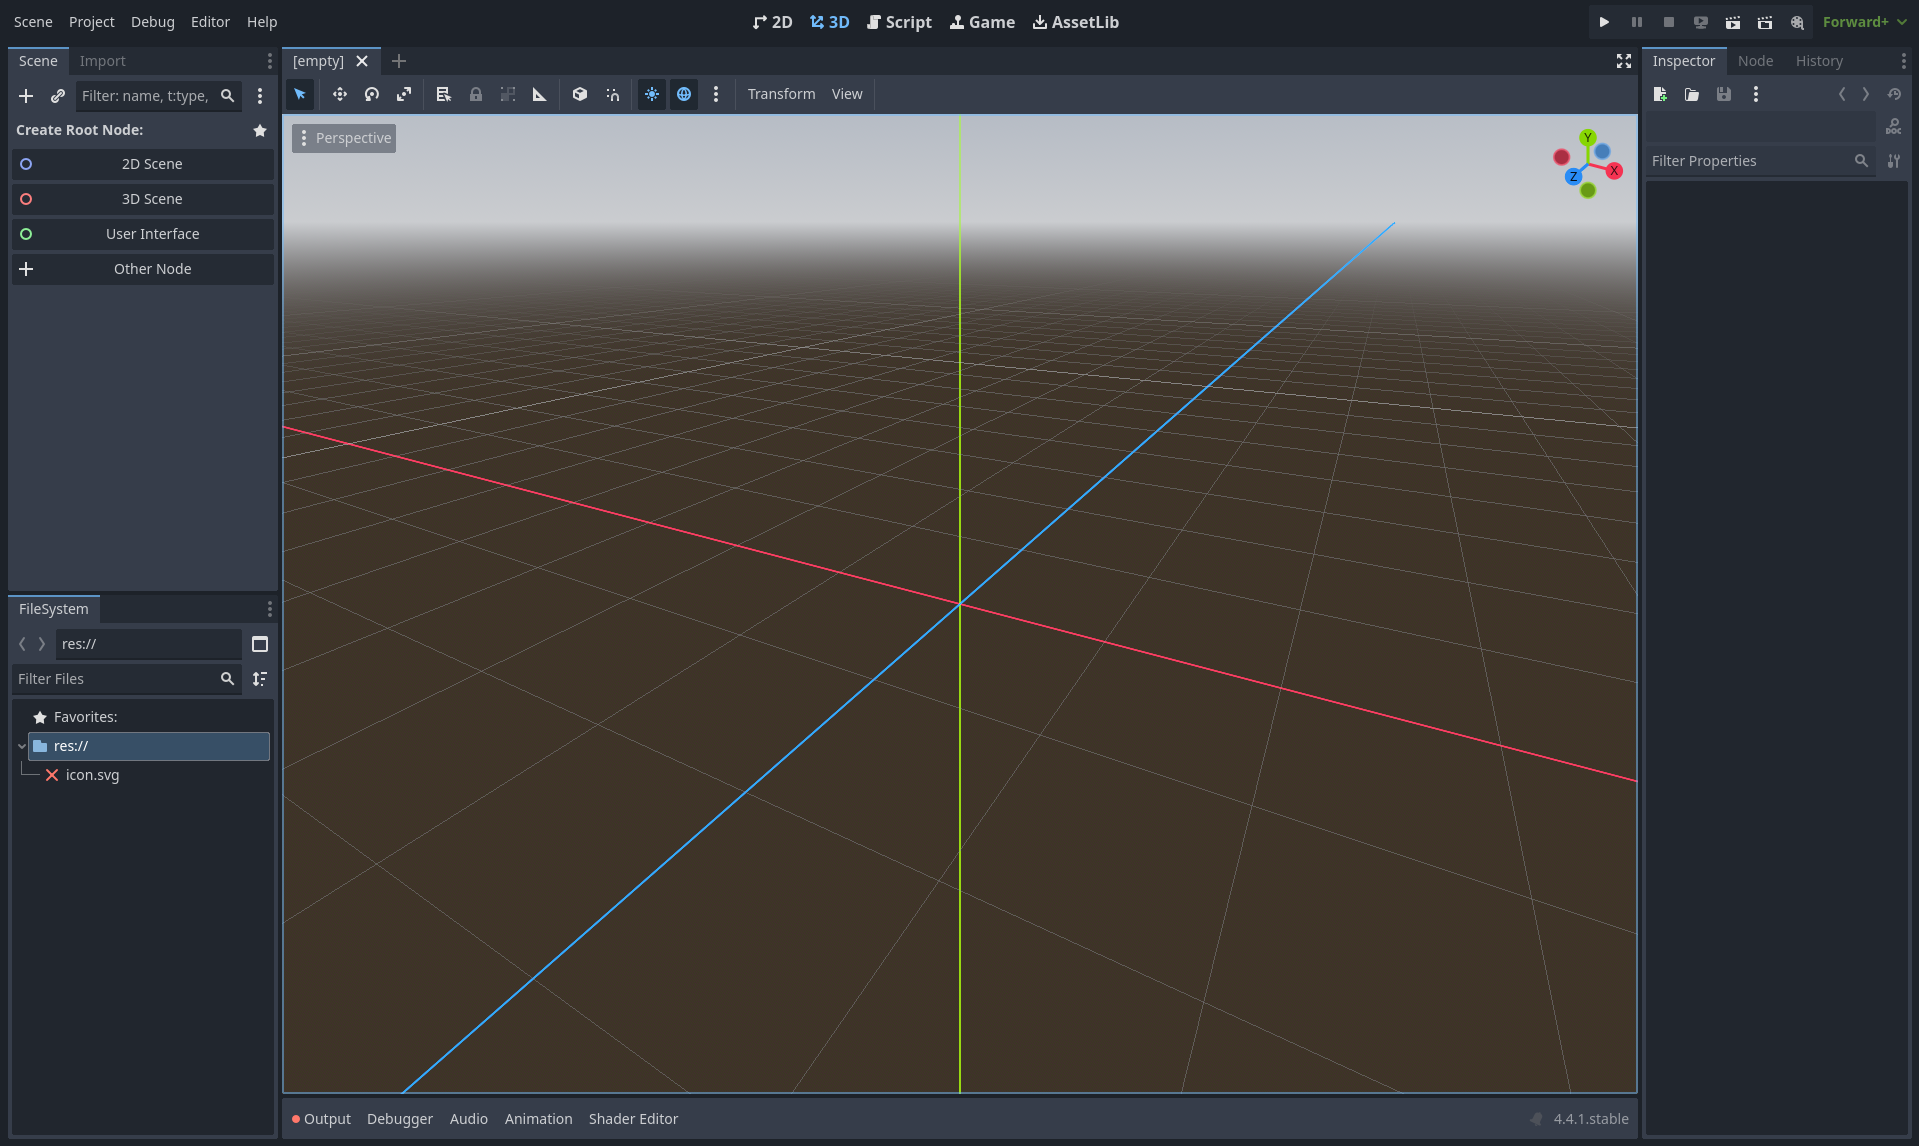 Scene Project Debug Editor Help
2D 3D Script Game AssetLib
Forward+
Scene Import
Filter: name, t:type,
Create Root Node:
2D Scene
3D Scene
User Interface
Other Node
FileSystem
res://
Filter Files
Favorites:
res://
icon.svg
[empty]
Transform View
Perspective
Y
X
Z
Output Debugger Audio Animation Shader Editor
4.4.1.stable
Inspector Node History
DOC
Filter Properties